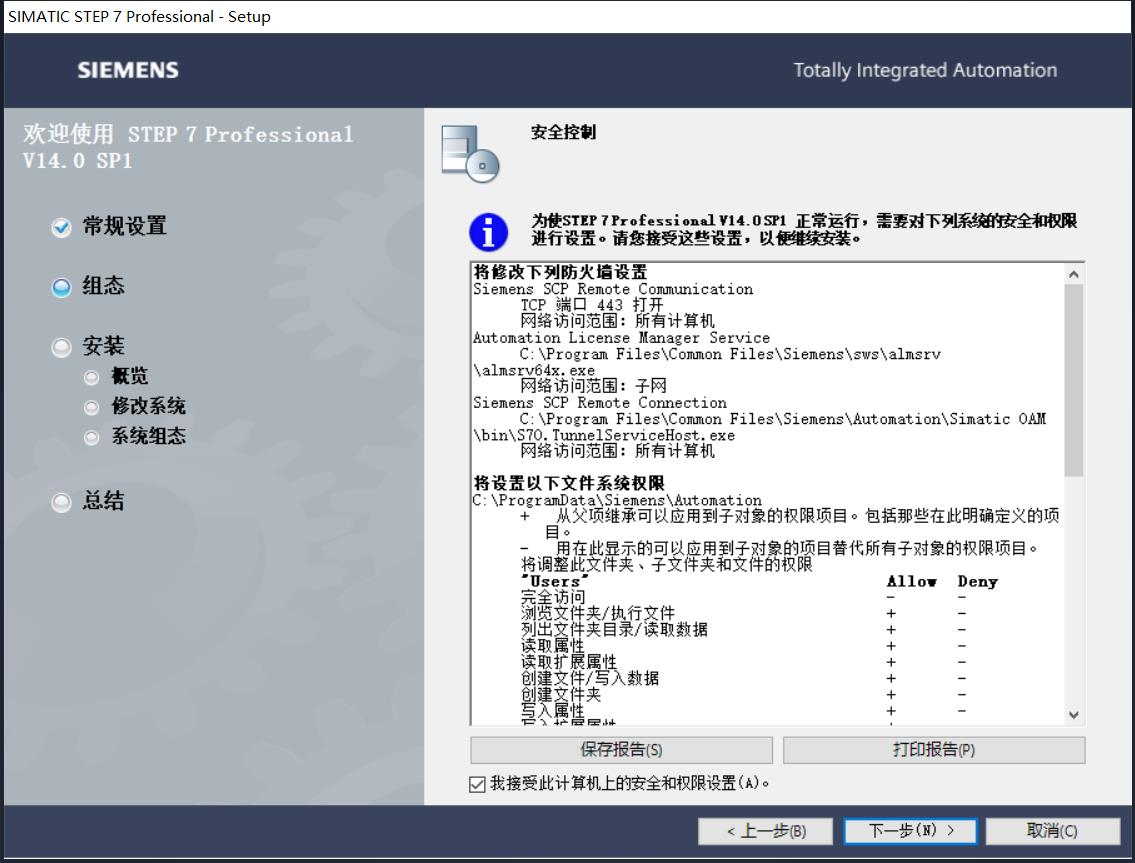 SIMATIC STEP 7 Professional - Setup
SIEMENS
Totally Integrated Automation
欢迎使用 STEP 7 Professional
V14.0 SP1
常规设置
组态
安装
概览
修改系统
系统组态
总结
安全控制
为使STEP 7 Professional V14.0 SP1 正常运行，需要对下列系统的安全和权限
进行设置。请您接受这些设置，以便继续安装。
将修改下列防火墙设置
Siemens SCP Remote Communication
TCP 端口 443 打开
网络访问范围: 所有计算机
Automation License Manager Service
C:\Program Files\Common Files\Siemens\sws\almsrv
\almsrv64x.exe
网络访问范围: 子网
Siemens SCP Remote Connection
C:\Program Files\Common Files\Siemens\Automation\Simatic OAM
\bin\S7O.TunnelServiceHost.exe
网络访问范围: 所有计算机
将设置以下文件系统权限
C:\ProgramData\Siemens\Automation
+ 从父项继承可以应用到子对象的权限项目。包括那些在此明确定义的项
目。
- 用在此显示的可以应用到子对象的项目替代所有子对象的权限项目。
将调整此文件夹、子文件夹和文件的权限
"Users" Allow Deny
完全访问 - -
浏览文件夹/执行文件 + -
列出文件夹目录/读取数据 + -
读取属性 + -
读取扩展属性 + -
创建文件/写入数据 + -
创建文件夹 + -
写入属性 + -
写入扩展属性
保存报告(S)
打印报告(P)
我接受此计算机上的安全和权限设置(A)。
< 上一步(B)
下一步(N) >
取消(C)